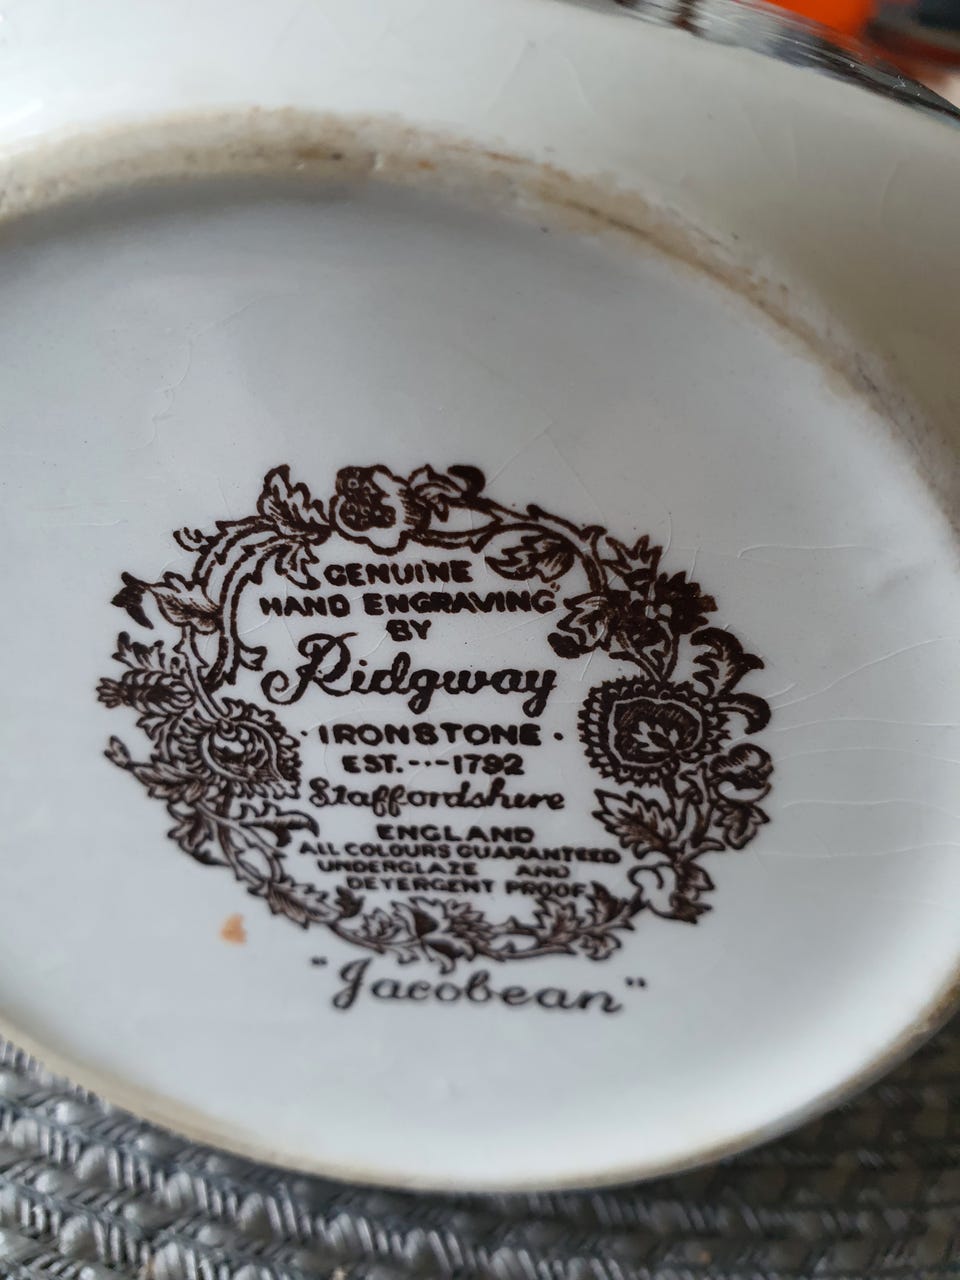 GENUINE
HAND ENGRAVING
BY
Ridgway
· IRONSTONE ·
EST.---1792
Staffordshire
ENGLAND
ALL COLOURS GUARANTEED
UNDERGLAZE AND
DETERGENT PROOF
"Jacobean"